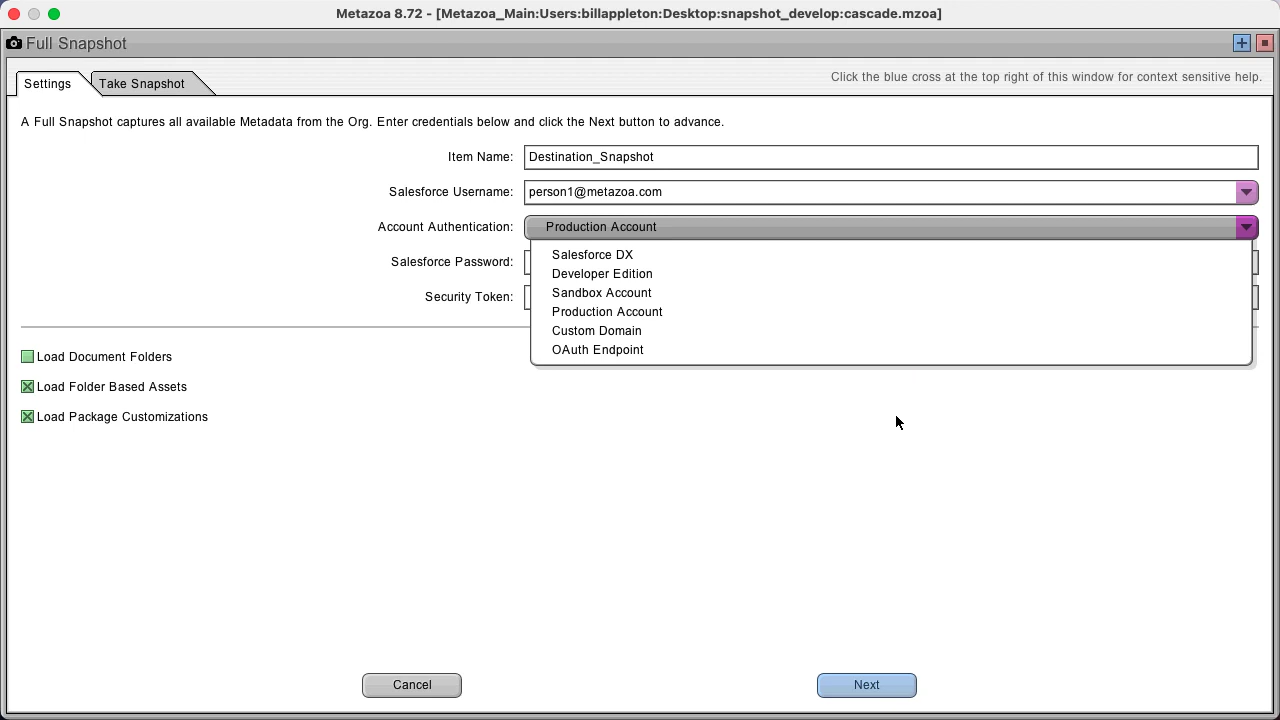 Metazoa 8.72 - [Metazoa_Main:Users:billappleton:Desktop:snapshot_develop:cascade.mzoa]
Full Snapshot
Settings
Take Snapshot
Click the blue cross at the top right of this window for context sensitive help.
A Full Snapshot captures all available Metadata from the Org. Enter credentials below and click the Next button to advance.
Item Name: Destination_Snapshot
Salesforce Username: person1@metazoa.com
Account Authentication: Production Account
Salesforce Password:
Security Token:
Salesforce DX
Developer Edition
Sandbox Account
Production Account
Custom Domain
OAuth Endpoint
Load Document Folders
Load Folder Based Assets
Load Package Customizations
Cancel
Next